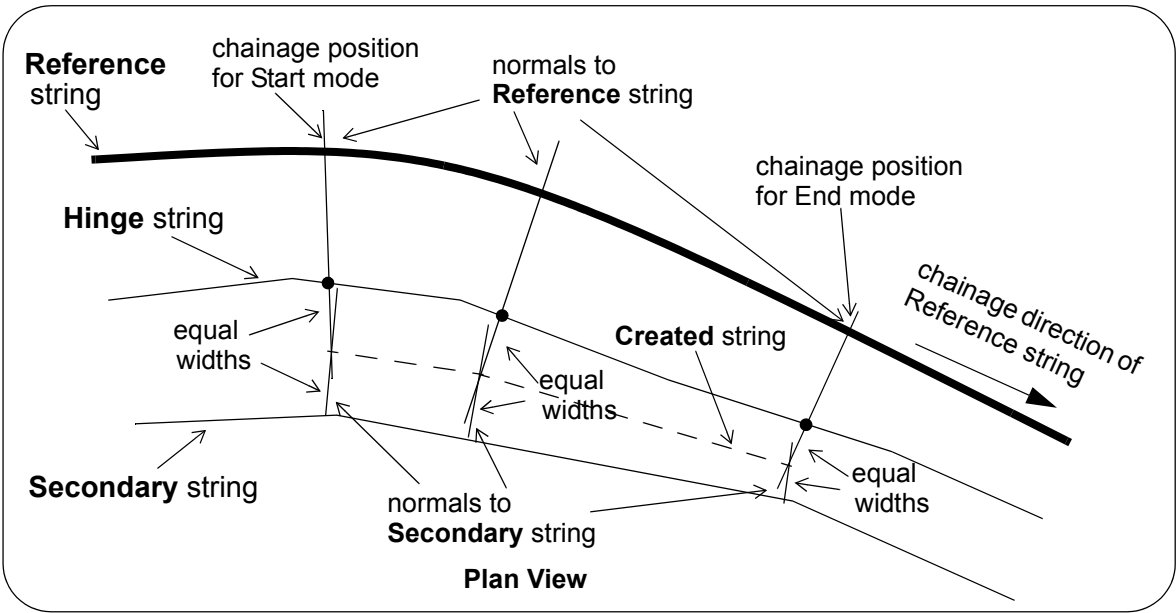 Reference
string
chainage position
for Start mode
normals to
Reference string
chainage position
for End mode
Hinge string
chainage direction of
Reference string
equal
widths
Created string
equal
widths
equal
widths
Secondary string
normals to
Secondary string
Plan View